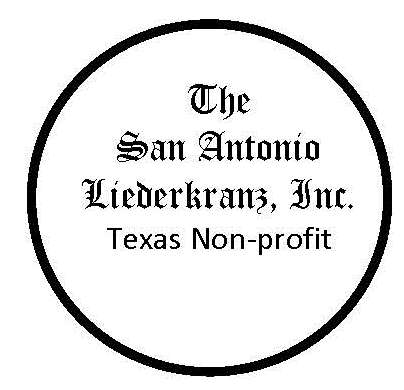 The
San Antonio
Liederkranz, Inc.
Texas Non-profit